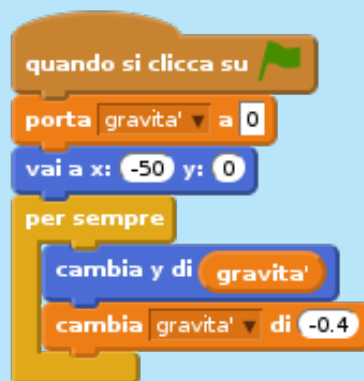 quando si clicca su
porta gravita' a 0
vai a x: -50 y: 0
per sempre
cambia y di gravita'
cambia gravita' di -0.4